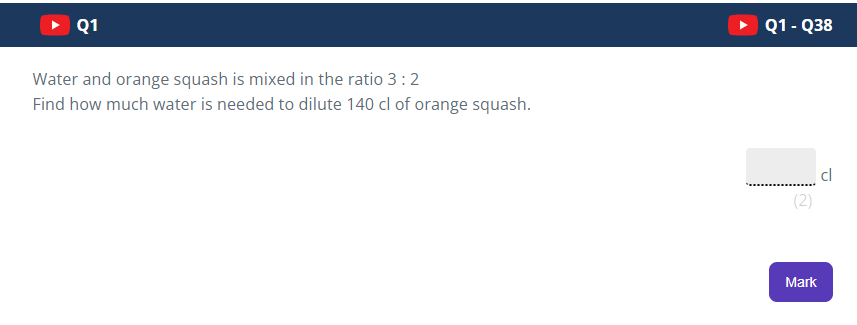 Q1
Q1 - Q38
Water and orange squash is mixed in the ratio 3 : 2
Find how much water is needed to dilute 140 cl of orange squash.
cl
(2)
Mark